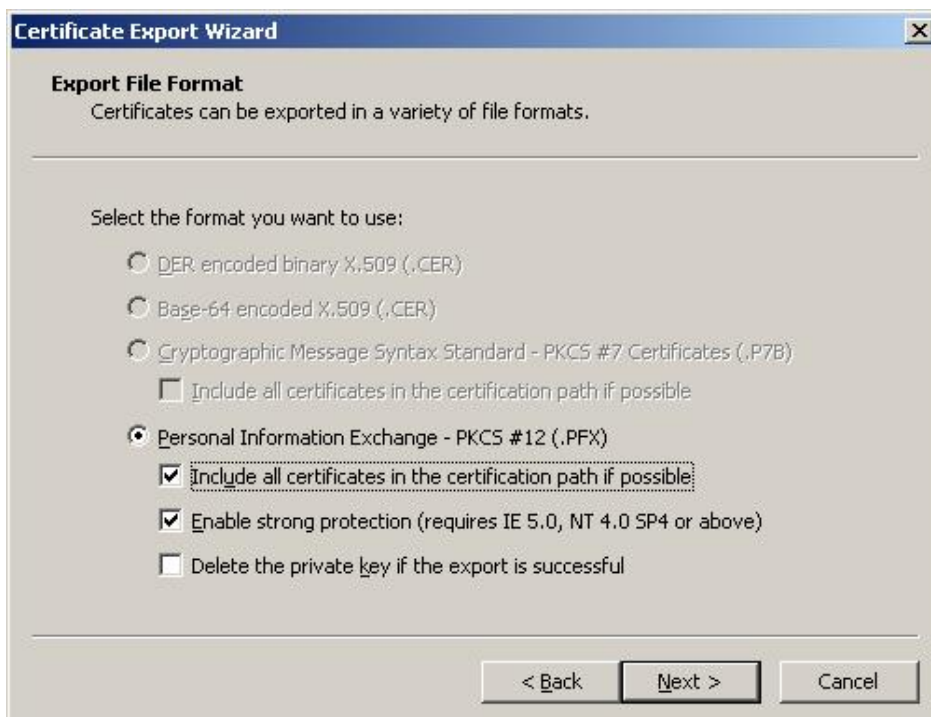 Certificate Export Wizard
Export File Format
Certificates can be exported in a variety of file formats.
Select the format you want to use:
DER encoded binary X.509 (.CER)
Base-64 encoded X.509 (.CER)
Cryptographic Message Syntax Standard - PKCS #7 Certificates (.P7B)
Include all certificates in the certification path if possible
Personal Information Exchange - PKCS #12 (.PFX)
Include all certificates in the certification path if possible
Enable strong protection (requires IE 5.0, NT 4.0 SP4 or above)
Delete the private key if the export is successful
< Back Next > Cancel